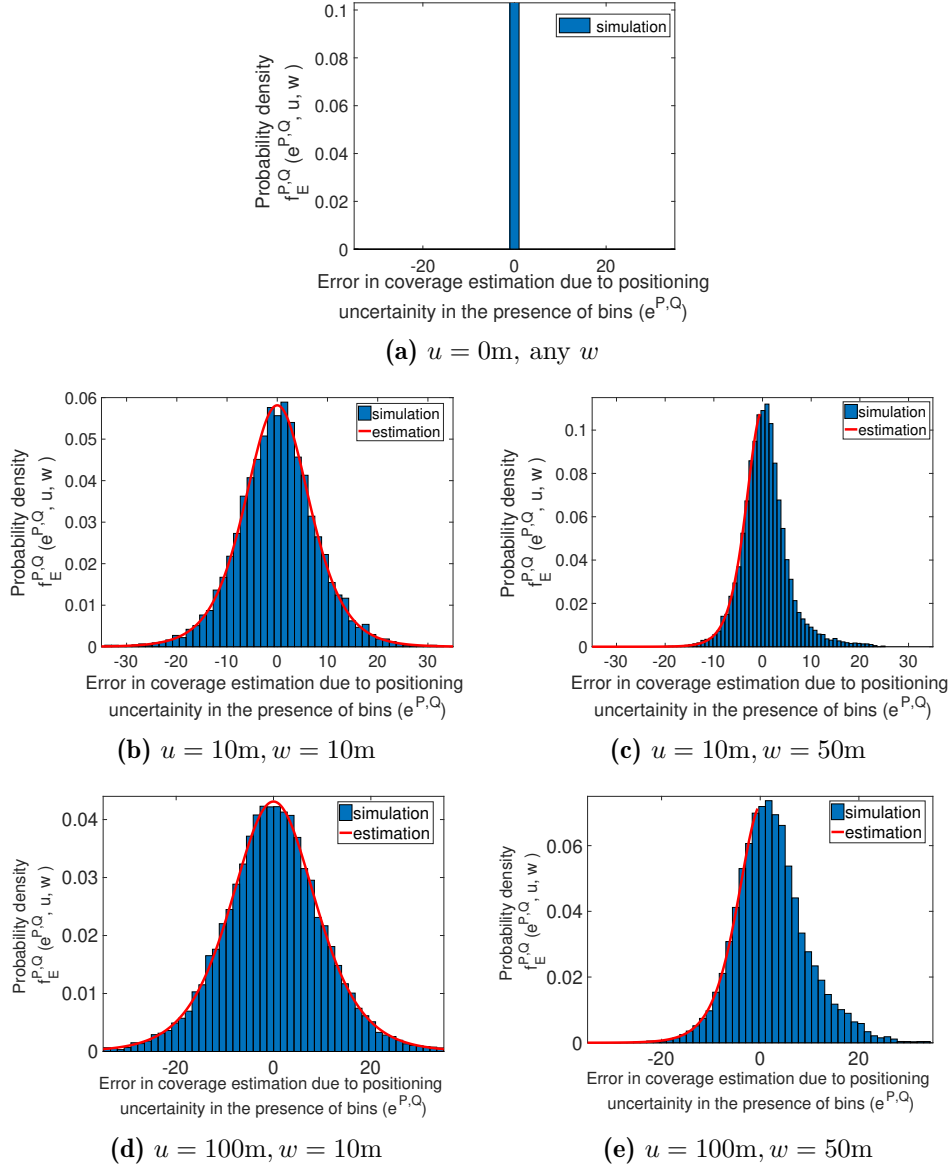 0.1
0.08
0.06
0.04
0.02
0
-20 0 20
Probability density
f_E^{P,Q} (e^{P,Q}, u, w )
simulation
Error in coverage estimation due to positioning
uncertainity in the presence of bins (e^{P,Q})
(a) u = 0m, any w
0.06
0.05
0.04
0.03
0.02
0.01
0
-30 -20 -10 0 10 20 30
Probability density
f_E^{P,Q} (e^{P,Q}, u, w )
simulation
estimation
Error in coverage estimation due to positioning
uncertainity in the presence of bins (e^{P,Q})
(b) u = 10m, w = 10m
0.1
0.08
0.06
0.04
0.02
0
-30 -20 -10 0 10 20 30
Probability density
f_E^{P,Q} (e^{P,Q}, u, w )
simulation
estimation
Error in coverage estimation due to positioning
uncertainity in the presence of bins (e^{P,Q})
(c) u = 10m, w = 50m
0.04
0.03
0.02
0.01
0
-20 0 20
Probability density
f_E^{P,Q} (e^{P,Q}, u, w )
simulation
estimation
Error in coverage estimation due to positioning
uncertainity in the presence of bins (e^{P,Q})
(d) u = 100m, w = 10m
0.06
0.04
0.02
0
-20 0 20
Probability density
f_E^{P,Q} (e^{P,Q}, u, w )
simulation
estimation
Error in coverage estimation due to positioning
uncertainity in the presence of bins (e^{P,Q})
(e) u = 100m, w = 50m